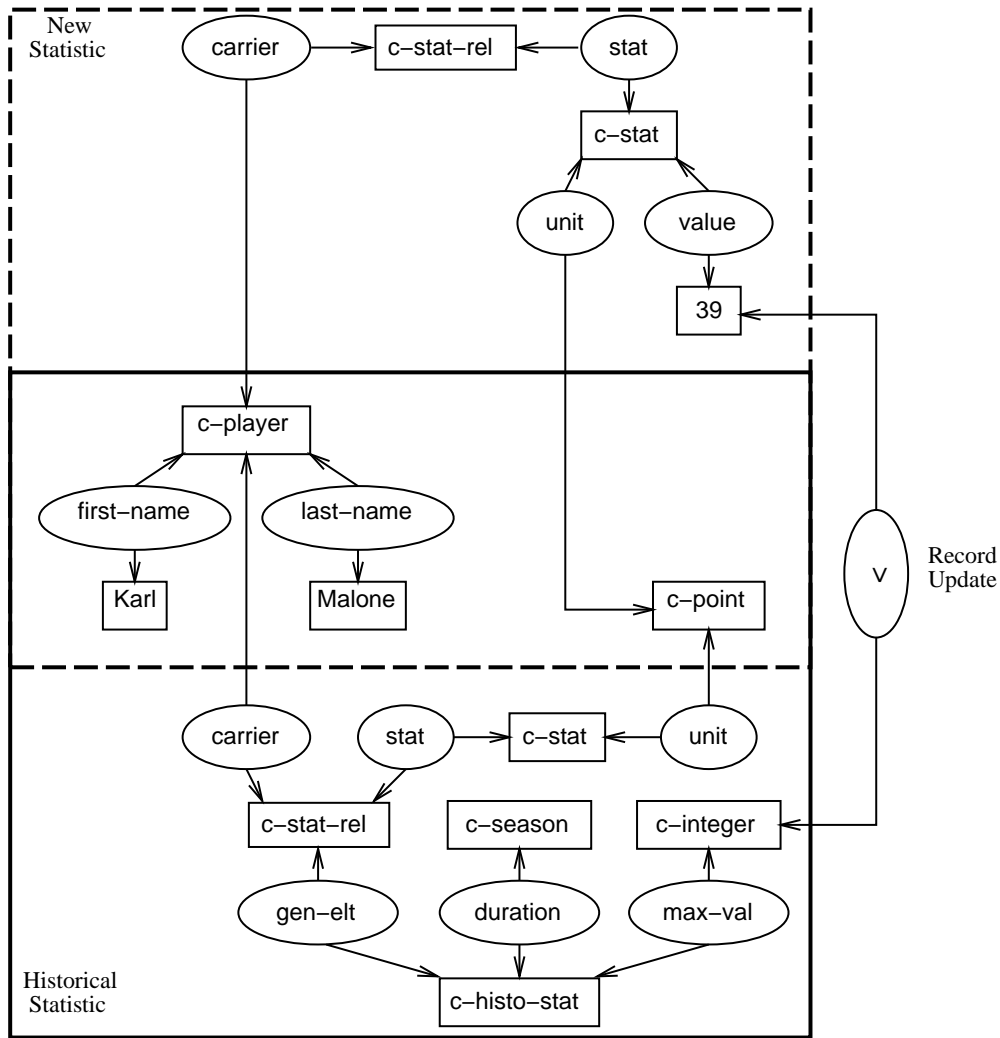 New
Statistic
carrier
c−stat−rel
stat
c−stat
unit
value
39
c−player
first−name
last−name
Karl
Malone
c−point
V
Record
Update
carrier
stat
c−stat
unit
c−stat−rel
c−season
c−integer
gen−elt
duration
max−val
Historical
Statistic
c−histo−stat